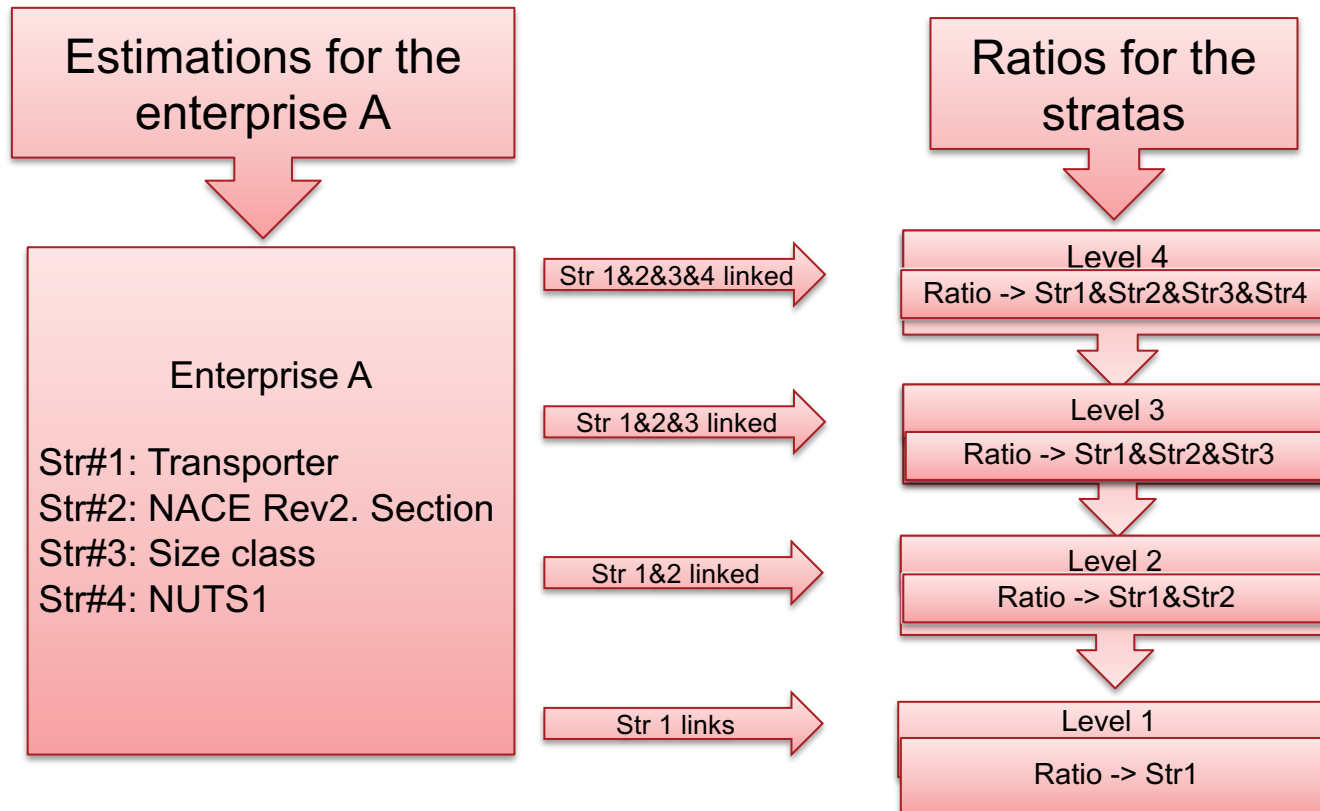 Estimations for the
enterprise A
Ratios for the
stratas
Enterprise A
Str#1: Transporter
Str#2: NACE Rev2. Section
Str#3: Size class
Str#4: NUTS1
Str 1&2&3&4 linked
Level 4
Ratio -> Str1&Str2&Str3&Str4
Str 1&2&3 linked
Level 3
Ratio -> Str1&Str2&Str3
Str 1&2 linked
Level 2
Ratio -> Str1&Str2
Str 1 links
Level 1
Ratio -> Str1